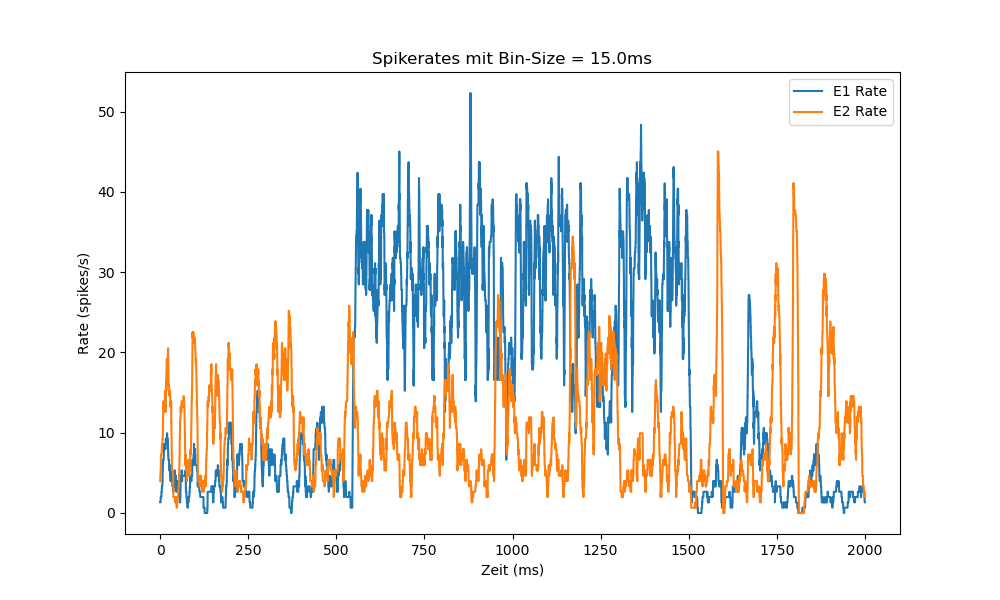 Spikerates mit Bin-Size = 15.0ms
E1 Rate
E2 Rate
50
40
30
20
10
0
Rate (spikes/s)
0 250 500 750 1000 1250 1500 1750 2000
Zeit (ms)